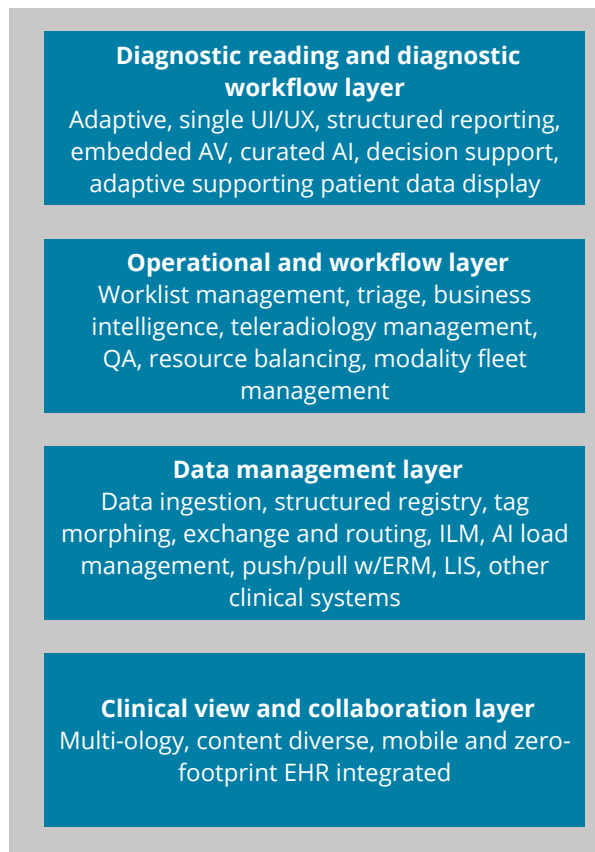 Diagnostic reading and diagnostic
workflow layer
Adaptive, single UI/UX, structured reporting,
embedded AV, curated AI, decision support,
adaptive supporting patient data display
Operational and workflow layer
Worklist management, triage, business
intelligence, teleradiology management,
QA, resource balancing, modality fleet
management
Data management layer
Data ingestion, structured registry, tag
morphing, exchange and routing, ILM, AI load
management, push/pull w/ERM, LIS, other
clinical systems
Clinical view and collaboration layer
Multi-ology, content diverse, mobile and zero-
footprint EHR integrated